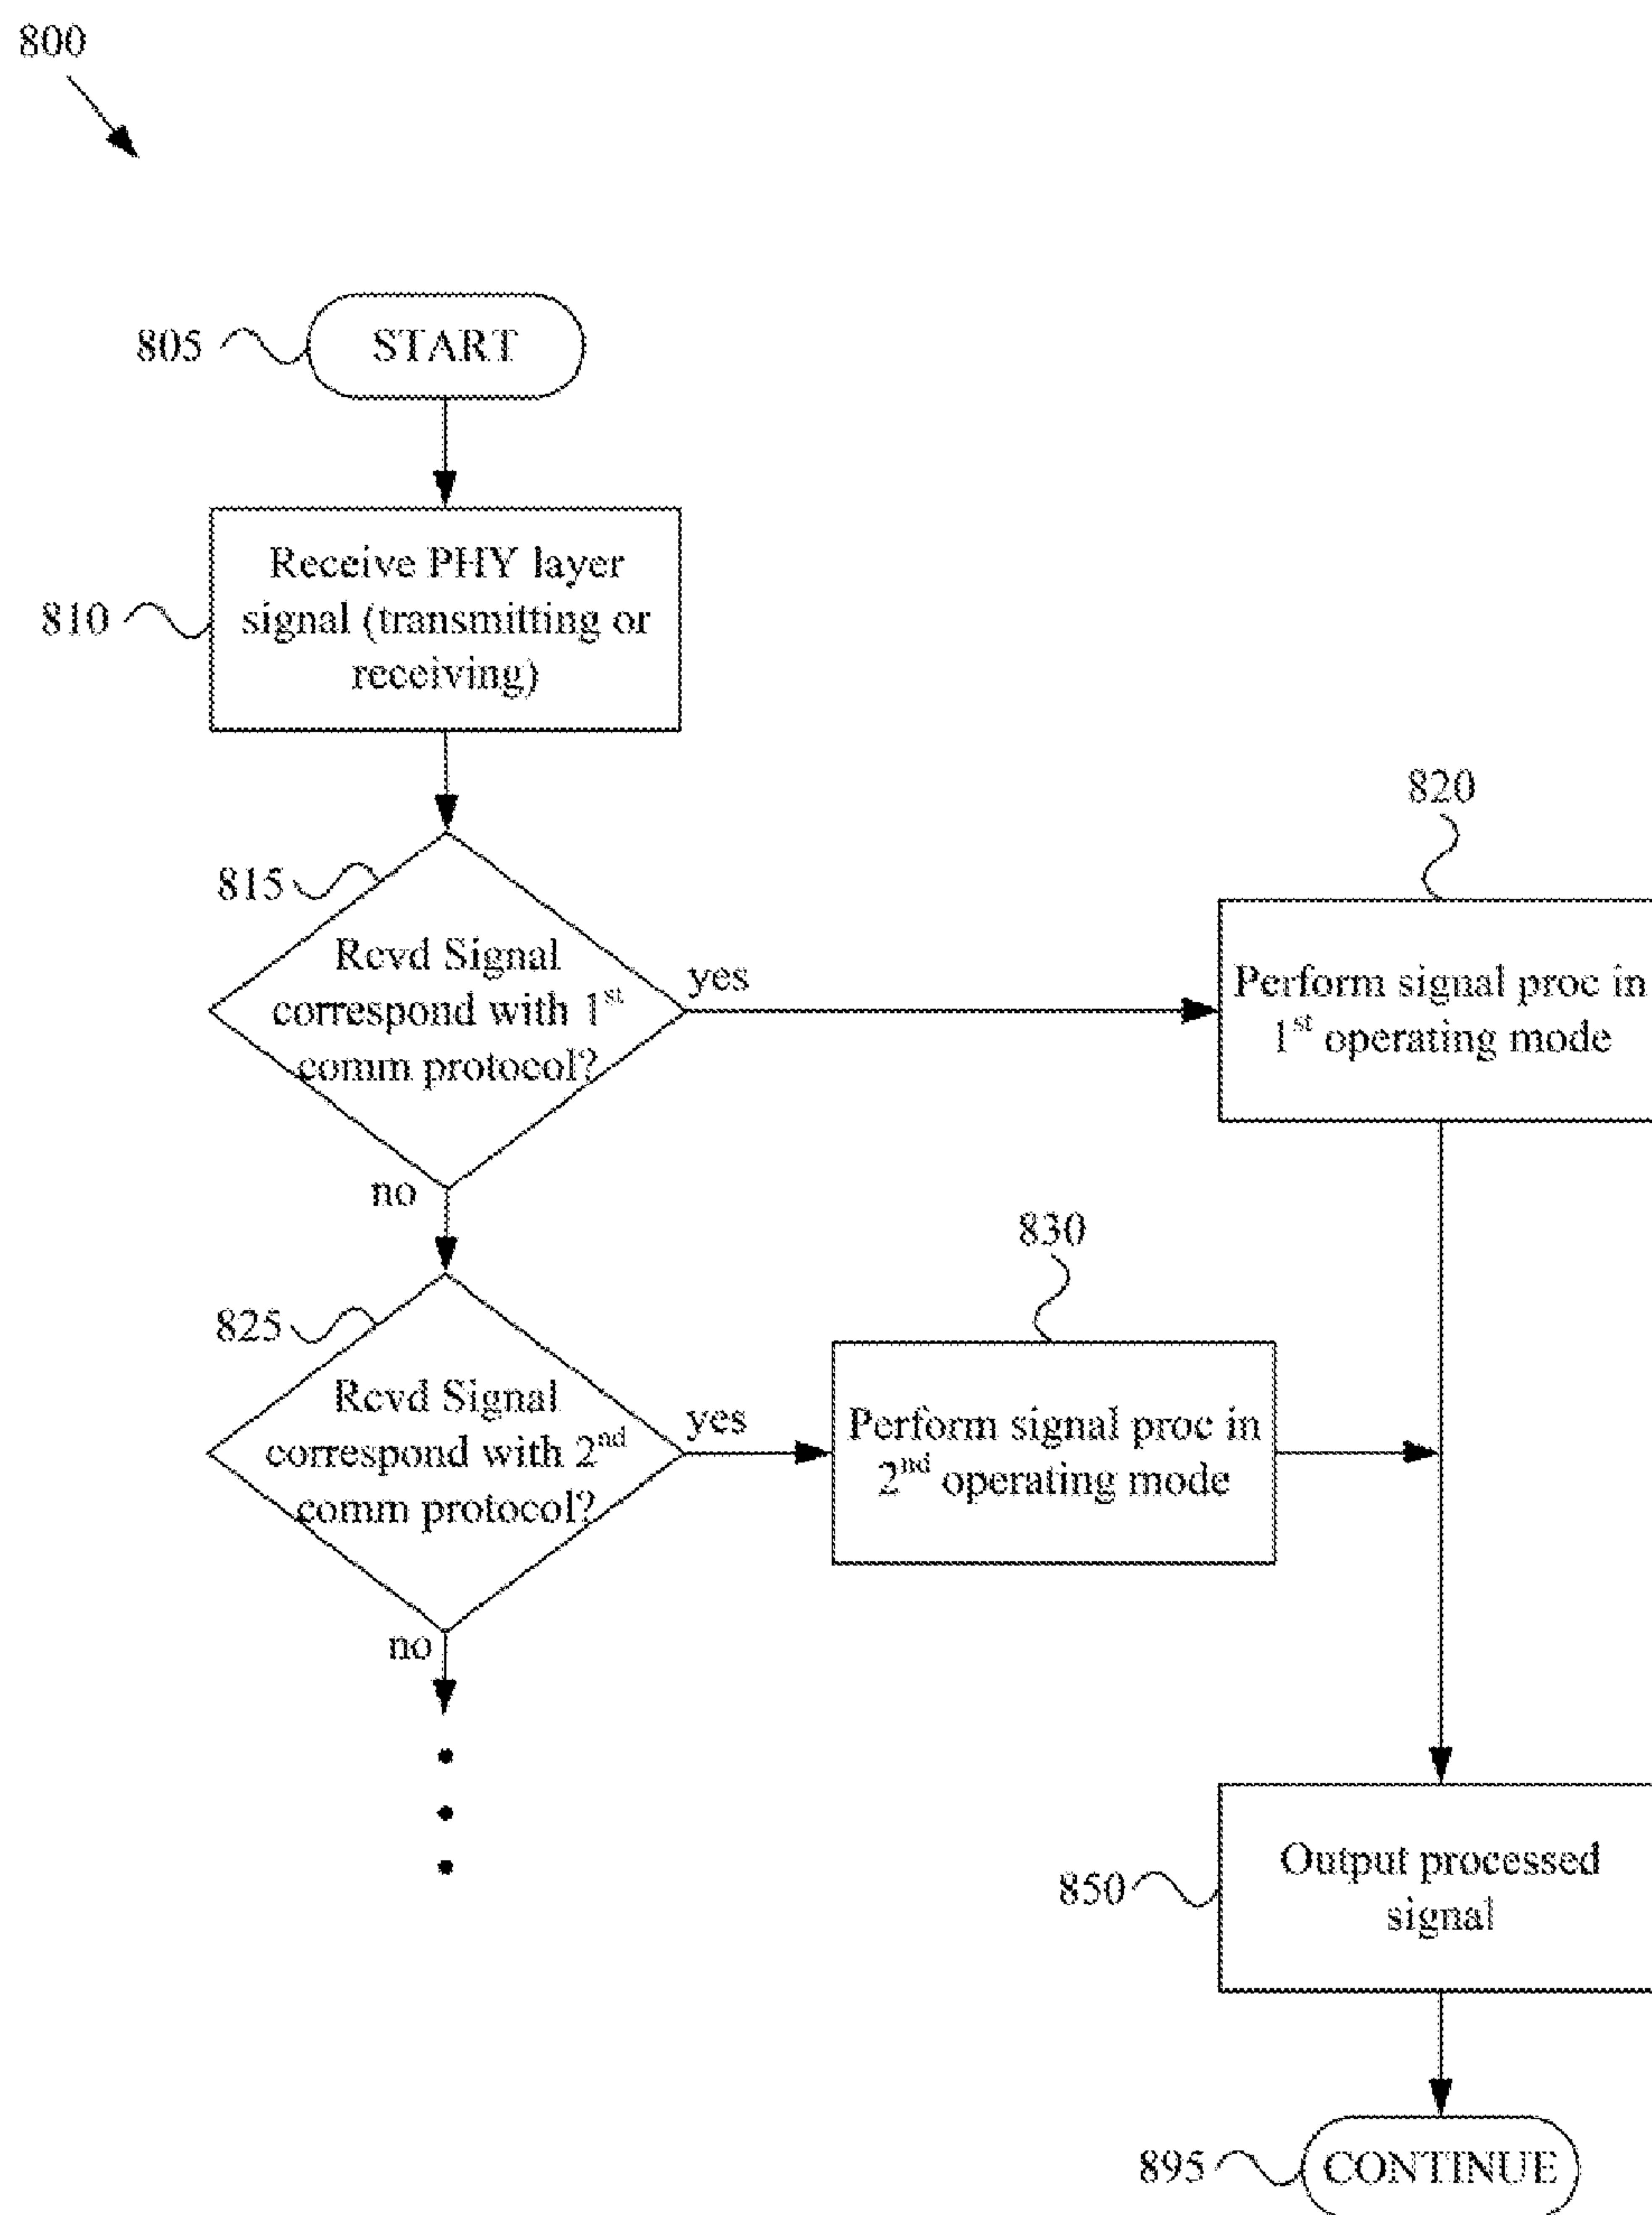 800
805
START
810
Receive PHY layer
signal (transmitting or
receiving)
815
Rcvd Signal
correspond with 1st
comm protocol?
yes
no
820
Perform signal proc in
1st operating mode
825
Rcvd Signal
correspond with 2nd
comm protocol?
yes
no
830
Perform signal proc in
2nd operating mode
850
Output processed
signal
895
CONTINUE